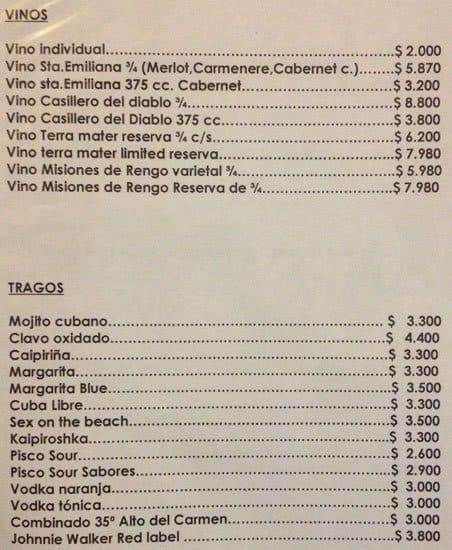 VINOS
Vino individual..........................................................$ 2.000
Vino Sta.Emiliana ¾ (Merlot,Carmenere,Cabernet c.)........$ 5.870
Vino sta.Emiliana 375 cc. Cabernet..............................$ 3.200
Vino Casillero del diablo ¾..........................................$ 8.800
Vino Casillero del Diablo 375 cc...................................$ 3.800
Vino Terra mater reserva ¾ c/s....................................$ 6.200
Vino terra mater limited reserva...................................$ 7.980
Vino Misiones de Rengo varietal ¾................................$ 5.980
Vino Misiones de Rengo Reserva de ¾...........................$ 7.980
TRAGOS
Mojito cubano....................................................... $ 3.300
Clavo oxidado....................................................... $ 4.400
Caipiriña...............................................................$ 3.300
Margarita..............................................................$ 3.300
Margarita Blue.......................................................$ 3.500
Cuba Libre............................................................$ 3.300
Sex on the beach...................................................$ 3.500
Kaipiroshka...........................................................$ 3.300
Pisco Sour.............................................................$ 2.600
Pisco Sour Sabores.................................................$ 2.900
Vodka naranja.......................................................$ 3.000
Vodka tónica.........................................................$ 3.000
Combinado 35º Alto del Carmen...............................$ 3.000
Johnnie Walker Red label ........................................$ 3.800